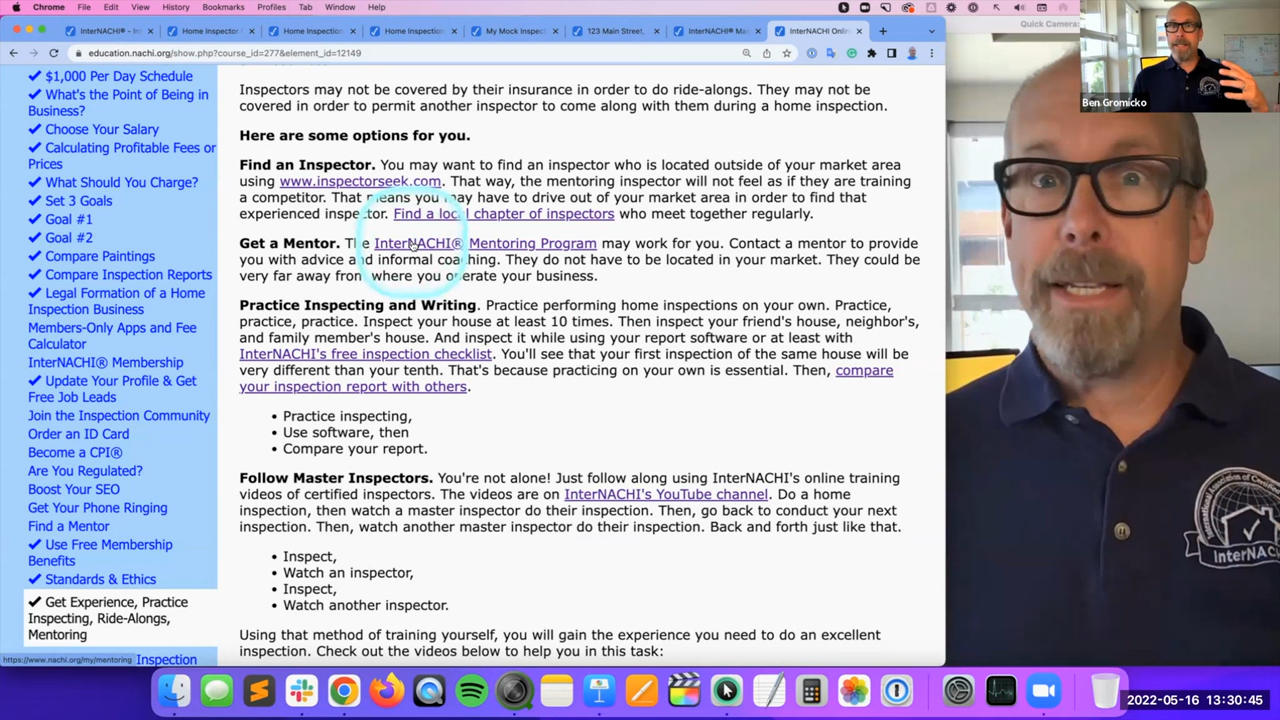 Chrome File Edit View History Bookmarks Profiles Tab Window Help
InterNACHI® - In
Home Inspector
Home Inspection
Home Inspection
My Mock Inspect
123 Main Street,
InterNACHI® Ma
InterNACHI Onlin
Quick Camera:
education.nachi.org/show.php?course_id=277&element_id=12149
Ben Gromicko
$1,000 Per Day Schedule
What's the Point of Being in
Business?
Choose Your Salary
Calculating Profitable Fees or
Prices
What Should You Charge?
Set 3 Goals
Goal #1
Goal #2
Compare Paintings
Compare Inspection Reports
Legal Formation of a Home
Inspection Business
Members-Only Apps and Fee
Calculator
InterNACHI® Membership
Update Your Profile & Get
Free Job Leads
Join the Inspection Community
Order an ID Card
Become a CPI®
Are You Regulated?
Boost Your SEO
Get Your Phone Ringing
Find a Mentor
Use Free Membership
Benefits
Standards & Ethics
Get Experience, Practice
Inspecting, Ride-Alongs,
Mentoring
Inspection
https://www.nachi.org/my/mentoring
Inspectors may not be covered by their insurance in order to do ride-alongs. They may not be
covered in order to permit another inspector to come along with them during a home inspection.
Here are some options for you.
Find an Inspector. You may want to find an inspector who is located outside of your market area
using www.inspectorseek.com. That way, the mentoring inspector will not feel as if they are training
a competitor. That means you may have to drive out of your market area in order to find that
experienced inspector. Find a local chapter of inspectors who meet together regularly.
Get a Mentor. The InterNACHI® Mentoring Program may work for you. Contact a mentor to provide
you with advice and informal coaching. They do not have to be located in your market. They could be
very far away from where you operate your business.
Practice Inspecting and Writing. Practice performing home inspections on your own. Practice,
practice, practice. Inspect your house at least 10 times. Then inspect your friend's house, neighbor's,
and family member's house. And inspect it while using your report software or at least with
InterNACHI's free inspection checklist. You'll see that your first inspection of the same house will be
very different than your tenth. That's because practicing on your own is essential. Then, compare
your inspection report with others.
• Practice inspecting,
• Use software, then
• Compare your report.
Follow Master Inspectors. You're not alone! Just follow along using InterNACHI's online training
videos of certified inspectors. The videos are on InterNACHI's YouTube channel. Do a home
inspection, then watch a master inspector do their inspection. Then, go back to conduct your next
inspection. Then, watch another master inspector do their inspection. Back and forth just like that.
• Inspect,
• Watch an inspector,
• Inspect,
• Watch another inspector.
Using that method of training yourself, you will gain the experience you need to do an excellent
inspection. Check out the videos below to help you in this task:
InterNACHI
2022-05-16 13:30:45